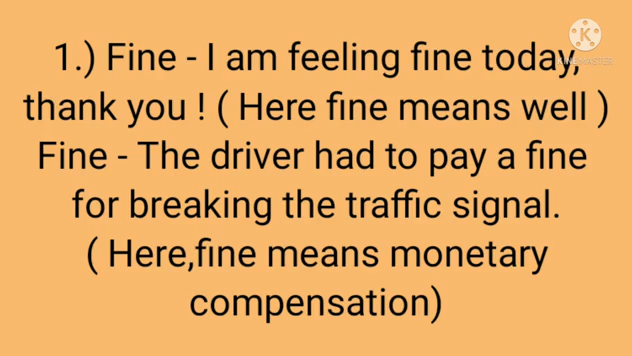 1.) Fine - I am feeling fine today,
thank you ! ( Here fine means well )
Fine - The driver had to pay a fine
for breaking the traffic signal.
( Here,fine means monetary
compensation)
K
KINEMASTER